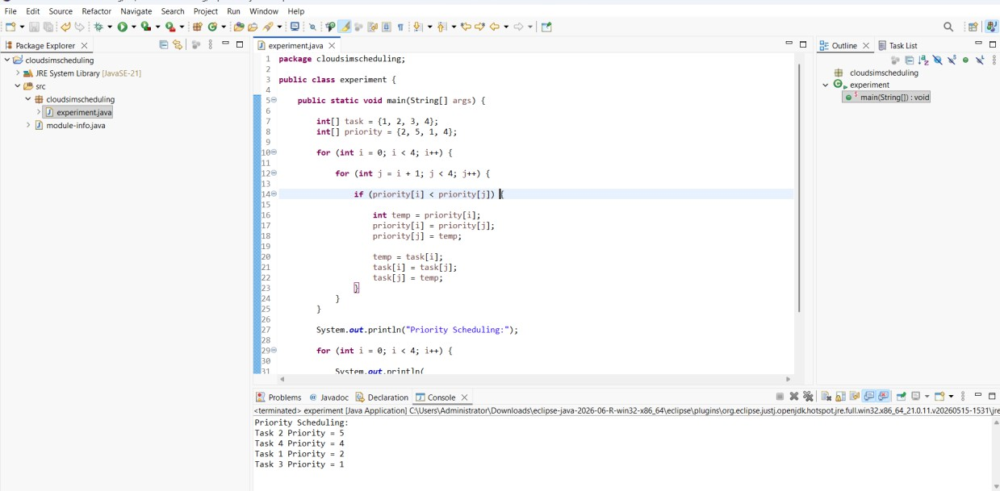 File Edit Source Refactor Navigate Search Project Run Window Help
Package Explorer
cloudsimscheduling
JRE System Library [JavaSE-21]
src
cloudsimscheduling
experiment.java
module-info.java
experiment.java
1 package cloudsimscheduling;
2
3 public class experiment {
4
5 public static void main(String[] args) {
6
7 int[] task = {1, 2, 3, 4};
8 int[] priority = {2, 5, 1, 4};
9
10 for (int i = 0; i < 4; i++) {
11
12 for (int j = i + 1; j < 4; j++) {
13
14 if (priority[i] < priority[j]) {
15
16 int temp = priority[i];
17 priority[i] = priority[j];
18 priority[j] = temp;
19
20 temp = task[i];
21 task[i] = task[j];
22 task[j] = temp;
23 }
24 }
25 }
26
27 System.out.println("Priority Scheduling:");
28
29 for (int i = 0; i < 4; i++) {
30
31 System.out.println(
Outline Task List
cloudsimscheduling
experiment
main(String[]) : void
Problems Javadoc Declaration Console
<terminated> experiment [Java Application] C:\Users\Administrator\Downloads\eclipse-java-2026-06-R-win32-x86_64\eclipse\plugins\org.eclipse.justj.openjdk.hotspot.jre.full.win32.x86_64_21.0.11.v20260515-1531\jre
Priority Scheduling:
Task 2 Priority = 5
Task 4 Priority = 4
Task 1 Priority = 2
Task 3 Priority = 1